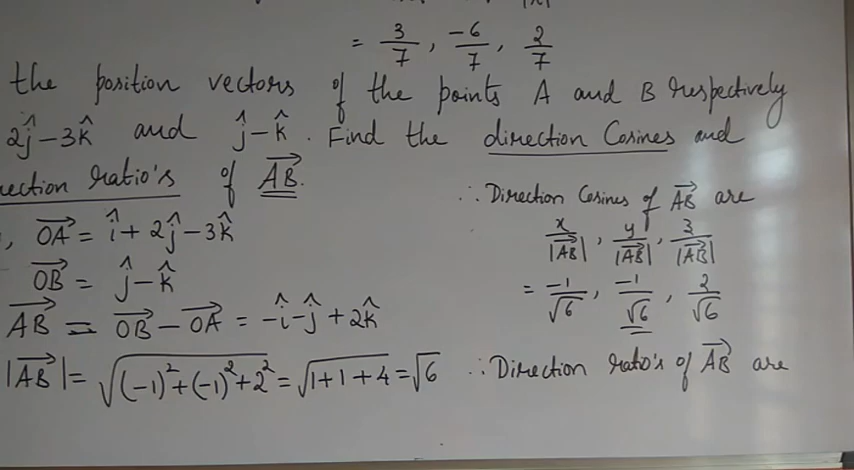 = 3/7, -6/7, 2/7
the position vectors of the points A and B respectively
2ĵ-3k̂ and ĵ-k̂. Find the direction Cosines and
ection ratio's of →AB.
, →OA = î+2ĵ-3k̂
→OB = ĵ-k̂
→AB = →OB-→OA = -î-ĵ+2k̂
|→AB| = √((-1)²+(-1)²+2²) = √(1+1+4) = √6
∴ Direction Cosines of →AB are
x/|→AB|, y/|→AB|, 3/|→AB|
= -1/√6, -1/√6, 2/√6
∴ Direction ratio's of →AB are